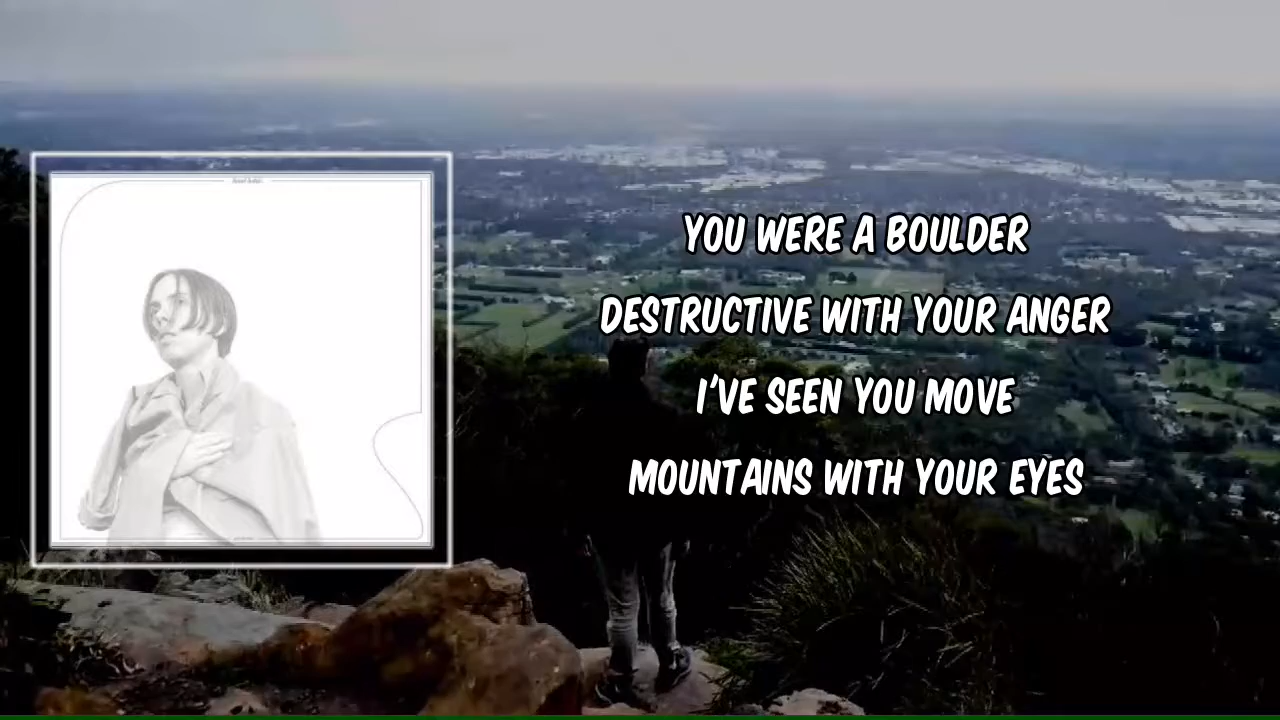 YOU WERE A BOULDER
DESTRUCTIVE WITH YOUR ANGER
I'VE SEEN YOU MOVE
MOUNTAINS WITH YOUR EYES